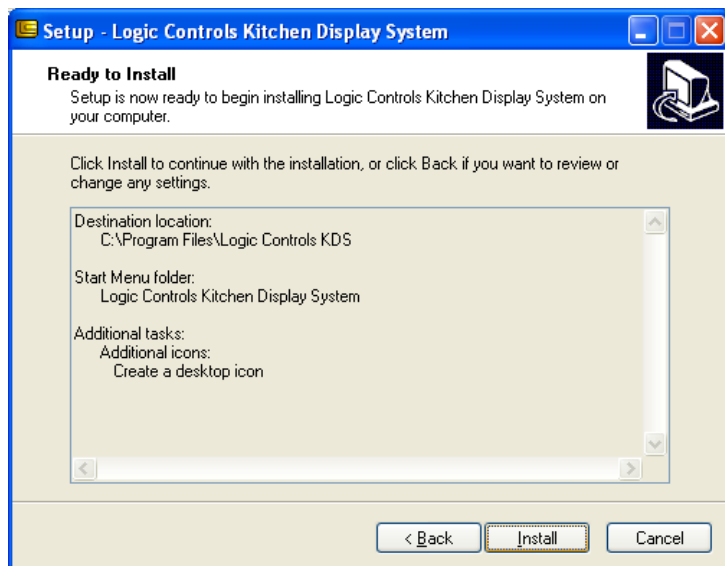 Setup - Logic Controls Kitchen Display System
Ready to Install
Setup is now ready to begin installing Logic Controls Kitchen Display System on
your computer.
Click Install to continue with the installation, or click Back if you want to review or
change any settings.
Destination location:
C:\Program Files\Logic Controls KDS
Start Menu folder:
Logic Controls Kitchen Display System
Additional tasks:
Additional icons:
Create a desktop icon
< Back
Install
Cancel